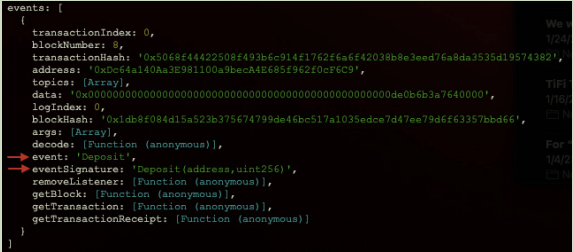 events: [
{
transactionIndex: 0,
blockNumber: 8,
transactionHash: '0x5068f44422508f493b6c914f1762f6a6f42038b8e3eed76a8da3535d19574382',
address: '0xDc64a140Aa3E981100a9becA4E685f962f0cF6C9',
topics: [Array],
data: '0x0000000000000000000000000000000000000000000000000de0b6b3a7640000',
logIndex: 0,
blockHash: '0x1db8f084d15a523b375674799de46bc517a1035edce7d47ee79d6f63357bbd66',
args: [Array],
decode: [Function (anonymous)],
event: 'Deposit',
eventSignature: 'Deposit(address,uint256)',
removeListener: [Function (anonymous)],
getBlock: [Function (anonymous)],
getTransaction: [Function (anonymous)],
getTransactionReceipt: [Function (anonymous)]
}
]
We w
1/24/
TiFi T
1/16/2
For "
1/4/2